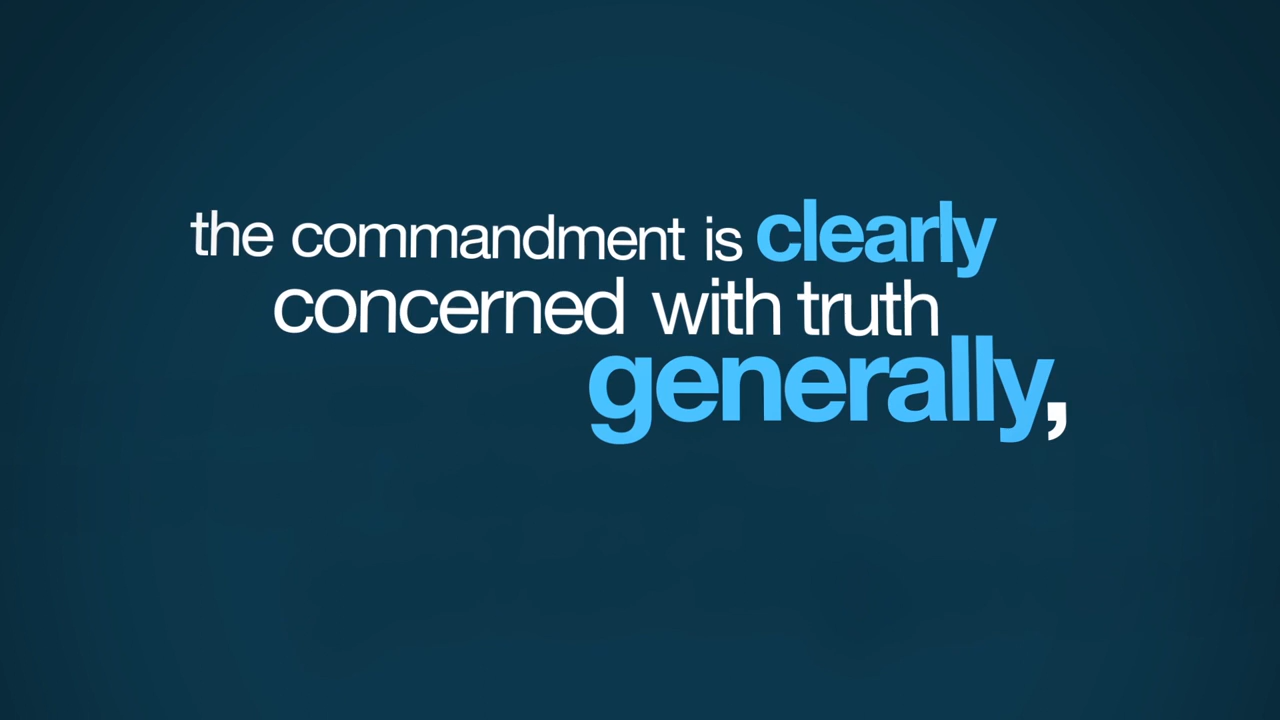 the commandment is clearly
concerned with truth
generally,